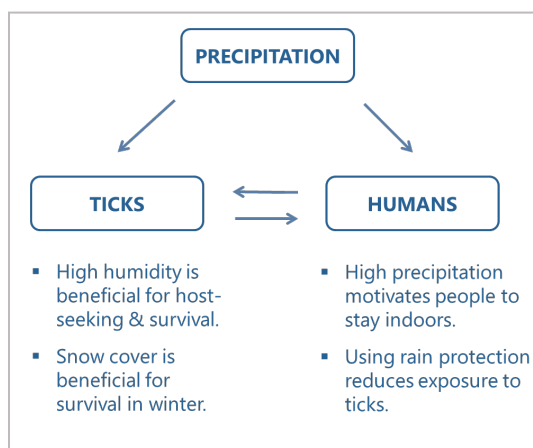 PRECIPITATION
TICKS
HUMANS
▪ High humidity is
beneficial for host-
seeking & survival.
▪ Snow cover is
beneficial for
survival in winter.
▪ High precipitation
motivates people to
stay indoors.
▪ Using rain protection
reduces exposure to
ticks.